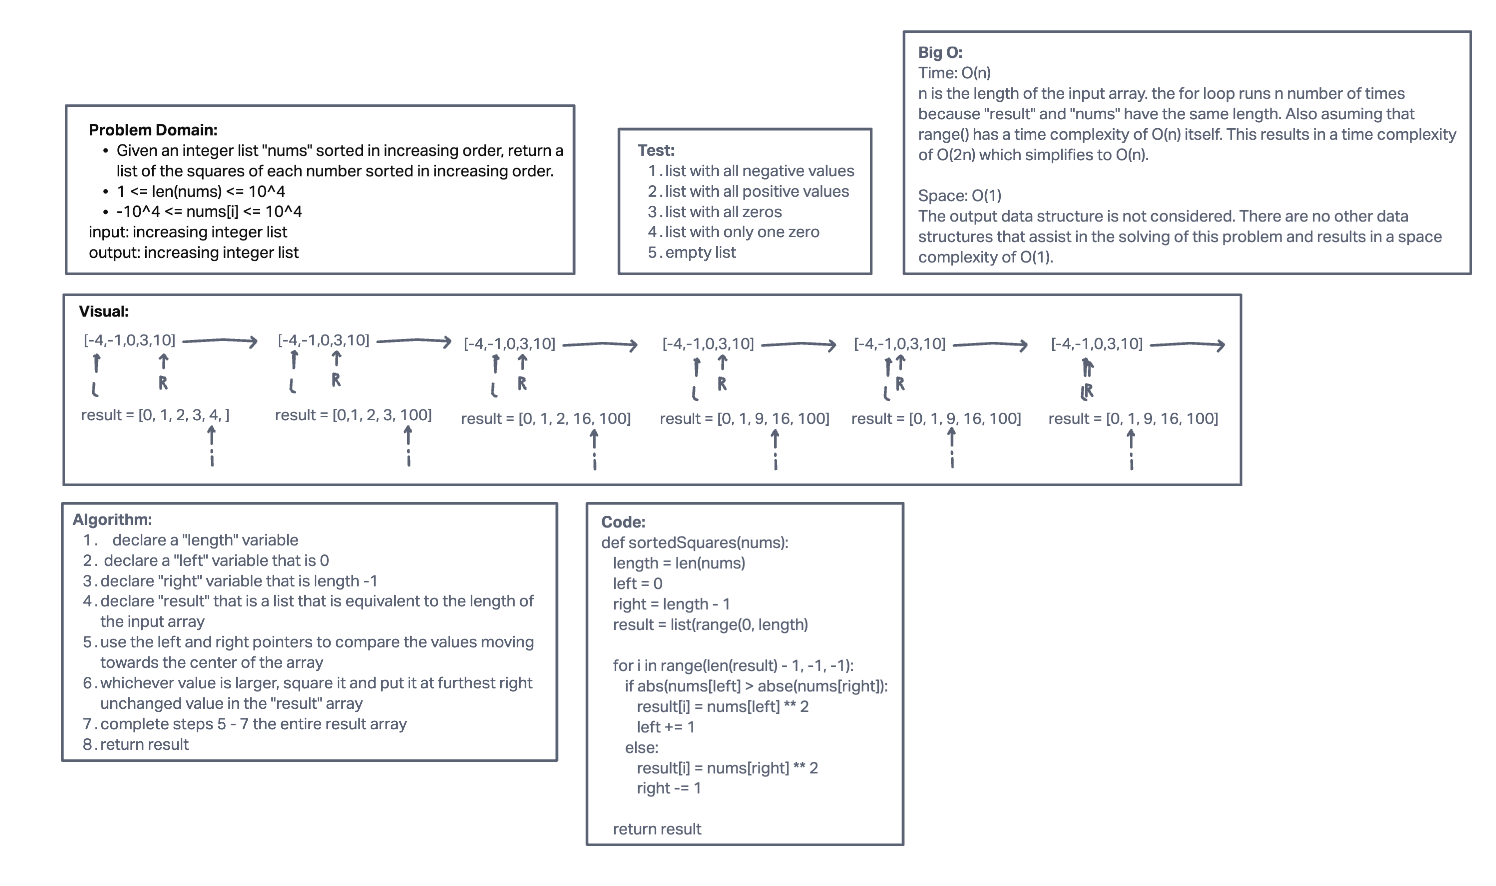 Problem Domain:
• Given an integer list "nums" sorted in increasing order, return a
list of the squares of each number sorted in increasing order.
• 1 <= len(nums) <= 10^4
• -10^4 <= nums[i] <= 10^4
input: increasing integer list
output: increasing integer list
Test:
1. list with all negative values
2. list with all positive values
3. list with all zeros
4. list with only one zero
5. empty list
Big O:
Time: O(n)
n is the length of the input array. the for loop runs n number of times
because "result" and "nums" have the same length. Also asuming that
range() has a time complexity of O(n) itself. This results in a time complexity
of O(2n) which simplifies to O(n).
Space: O(1)
The output data structure is not considered. There are no other data
structures that assist in the solving of this problem and results in a space
complexity of O(1).
Visual:
[-4,-1,0,3,10]
L R
result = [0, 1, 2, 3, 4, ]
i
[-4,-1,0,3,10]
L R
result = [0,1, 2, 3, 100]
i
[-4,-1,0,3,10]
L R
result = [0, 1, 2, 16, 100]
i
[-4,-1,0,3,10]
L R
result = [0, 1, 9, 16, 100]
i
[-4,-1,0,3,10]
L R
result = [0, 1, 9, 16, 100]
i
[-4,-1,0,3,10]
L R
result = [0, 1, 9, 16, 100]
i
Algorithm:
1. declare a "length" variable
2. declare a "left" variable that is 0
3. declare "right" variable that is length -1
4. declare "result" that is a list that is equivalent to the length of
the input array
5. use the left and right pointers to compare the values moving
towards the center of the array
6. whichever value is larger, square it and put it at furthest right
unchanged value in the "result" array
7. complete steps 5 - 7 the entire result array
8. return result
Code:
def sortedSquares(nums):
length = len(nums)
left = 0
right = length - 1
result = list(range(0, length)
for i in range(len(result) - 1, -1, -1):
if abs(nums[left] > abse(nums[right]):
result[i] = nums[left] ** 2
left += 1
else:
result[i] = nums[right] ** 2
right -= 1
return result